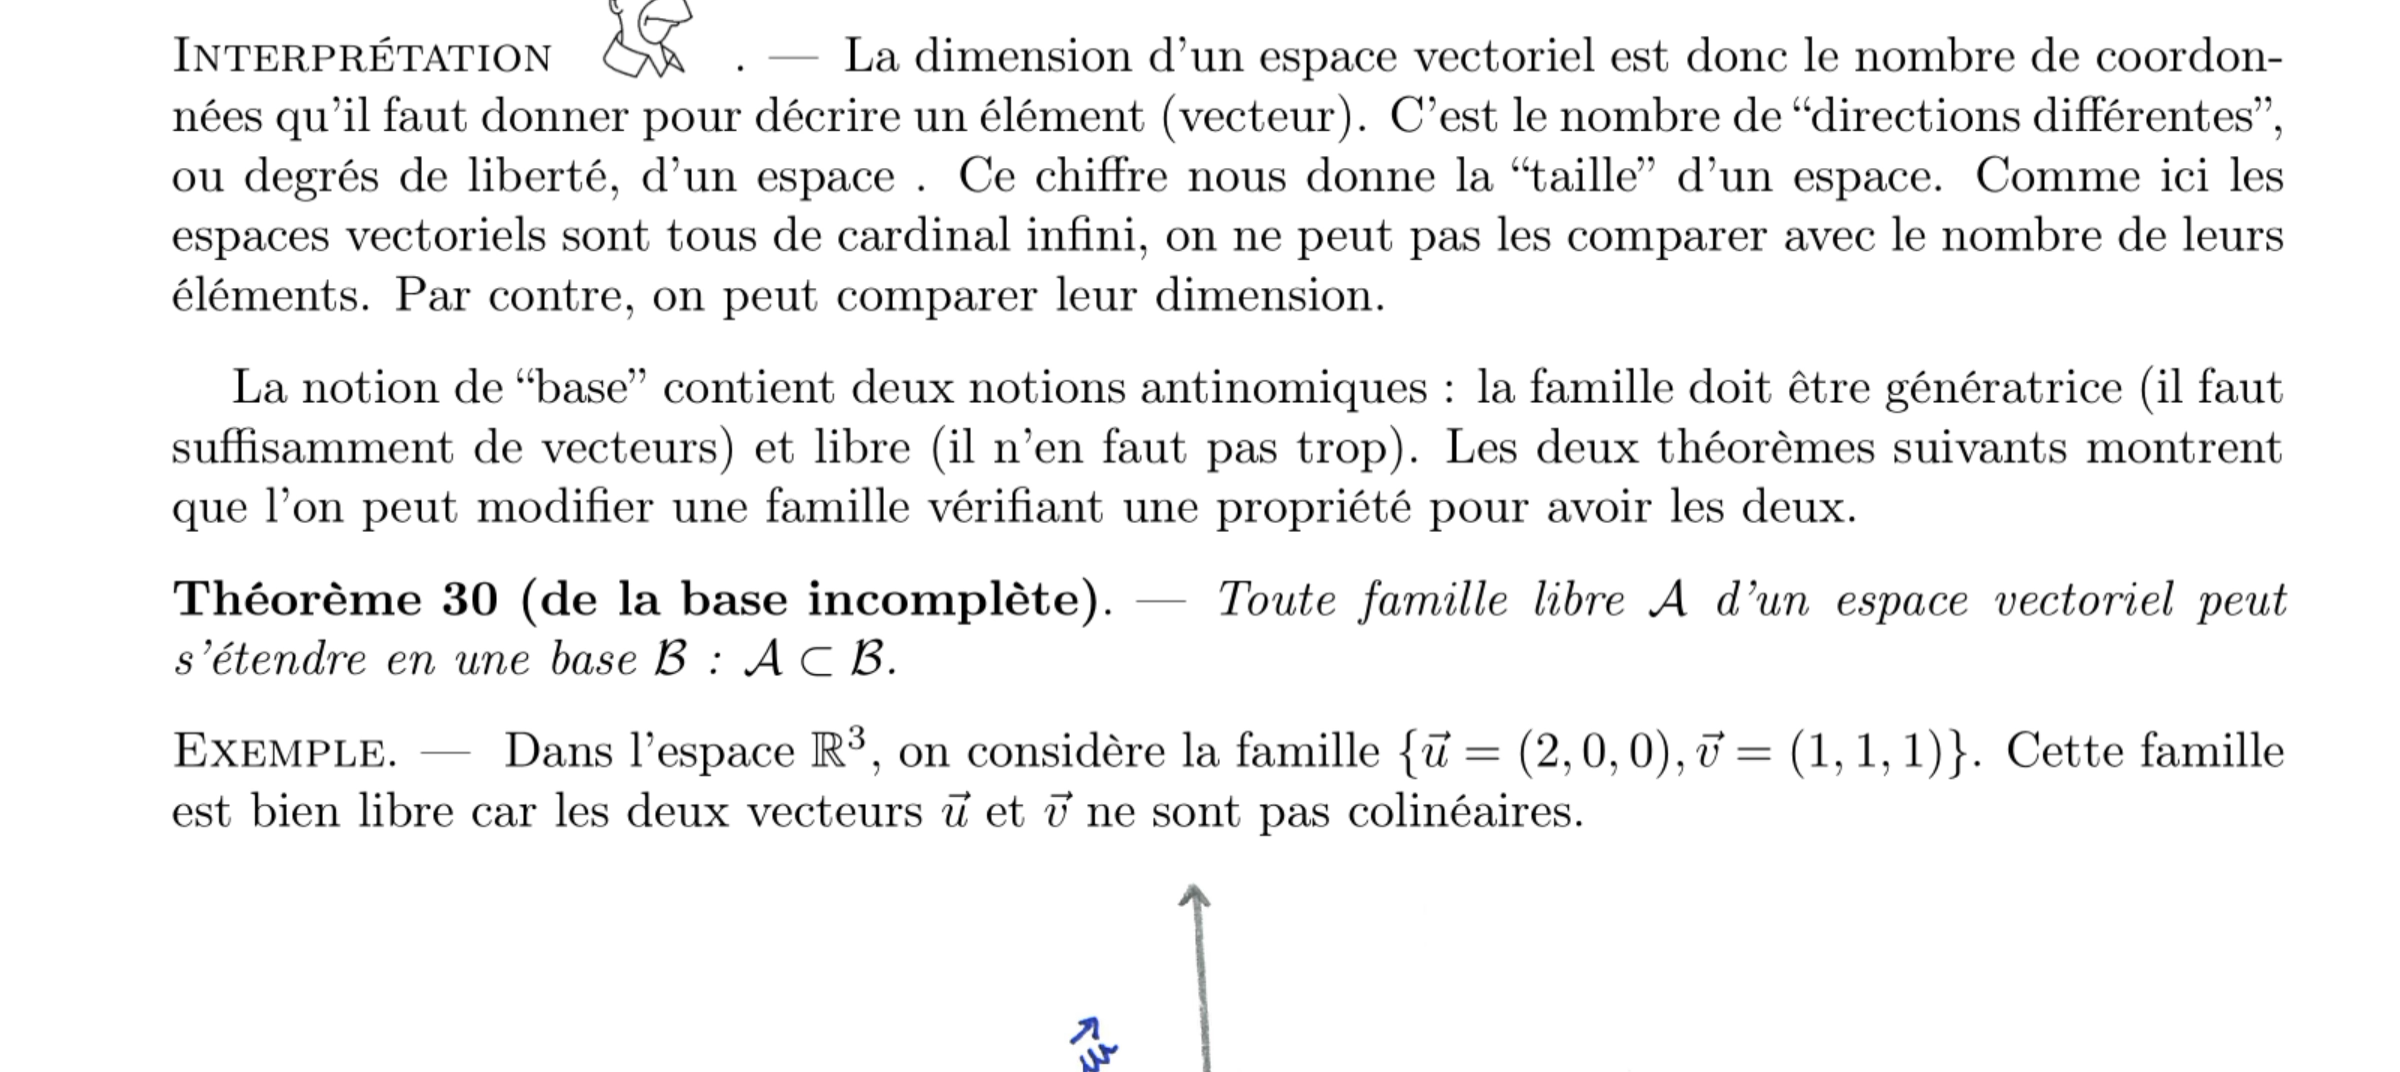 INTERPRÉTATION . — La dimension d’un espace vectoriel est donc le nombre de coordon-
nées qu’il faut donner pour décrire un élément (vecteur). C’est le nombre de “directions différentes”,
ou degrés de liberté, d’un espace . Ce chiffre nous donne la “taille” d’un espace. Comme ici les
espaces vectoriels sont tous de cardinal infini, on ne peut pas les comparer avec le nombre de leurs
éléments. Par contre, on peut comparer leur dimension.
La notion de “base” contient deux notions antinomiques : la famille doit être génératrice (il faut
suffisamment de vecteurs) et libre (il n’en faut pas trop). Les deux théorèmes suivants montrent
que l’on peut modifier une famille vérifiant une propriété pour avoir les deux.
Théorème 30 (de la base incomplète). — Toute famille libre 𝒜 d’un espace vectoriel peut
s’étendre en une base ℬ : 𝒜 ⊂ ℬ.
EXEMPLE. — Dans l’espace ℝ³, on considère la famille {u⃗ = (2, 0, 0), v⃗ = (1, 1, 1)}. Cette famille
est bien libre car les deux vecteurs u⃗ et v⃗ ne sont pas colinéaires.